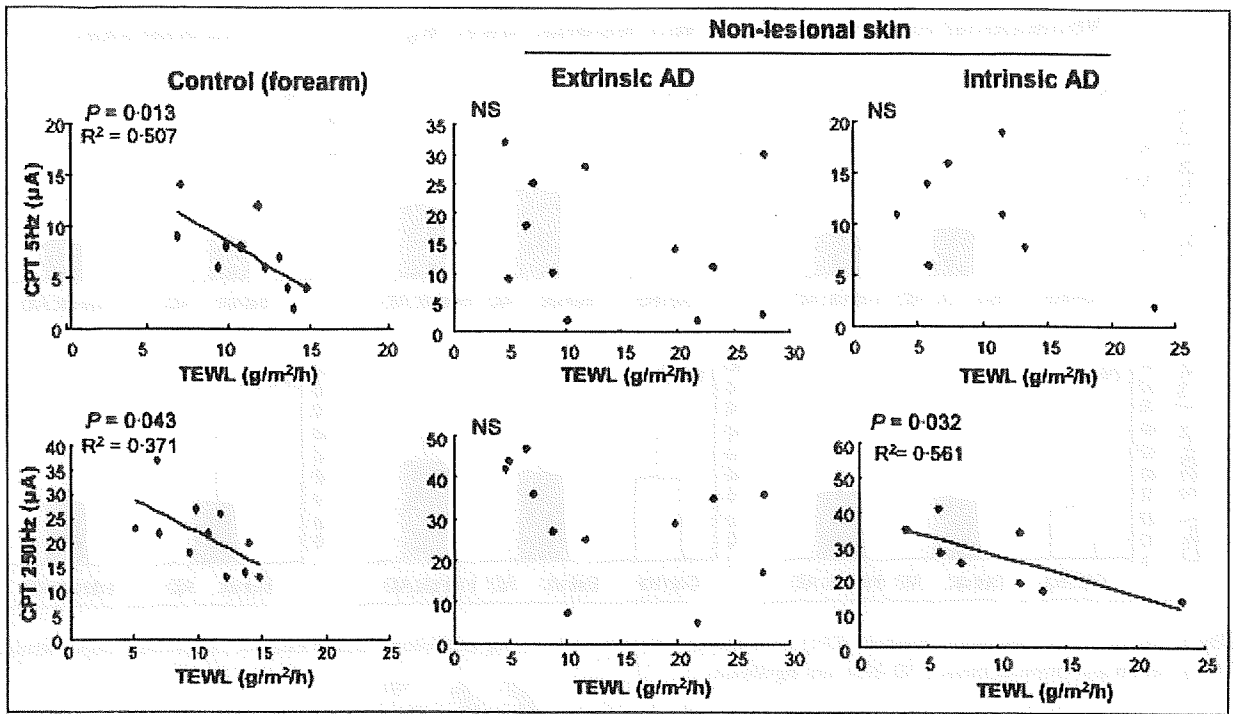 Non-lesional skin
Control (forearm)
Extrinsic AD
Intrinsic AD
P = 0·013
R² = 0·507
CPT 5Hz (µA)
20
15
10
5
0
0 5 10 15 20
TEWL (g/m²/h)
NS
35
30
25
20
15
10
5
0
0 5 10 15 20 25 30
TEWL (g/m²/h)
NS
20
15
10
5
0
0 5 10 15 20 25
TEWL (g/m²/h)
P = 0·043
R² = 0·371
CPT 250Hz (µA)
40
35
30
25
20
15
10
5
0
0 5 10 15 20 25
TEWL (g/m²/h)
NS
50
40
30
20
10
0
0 5 10 15 20 25 30
TEWL (g/m²/h)
P = 0·032
R²= 0·561
60
50
40
30
20
10
0
0 5 10 15 20 25
TEWL (g/m²/h)